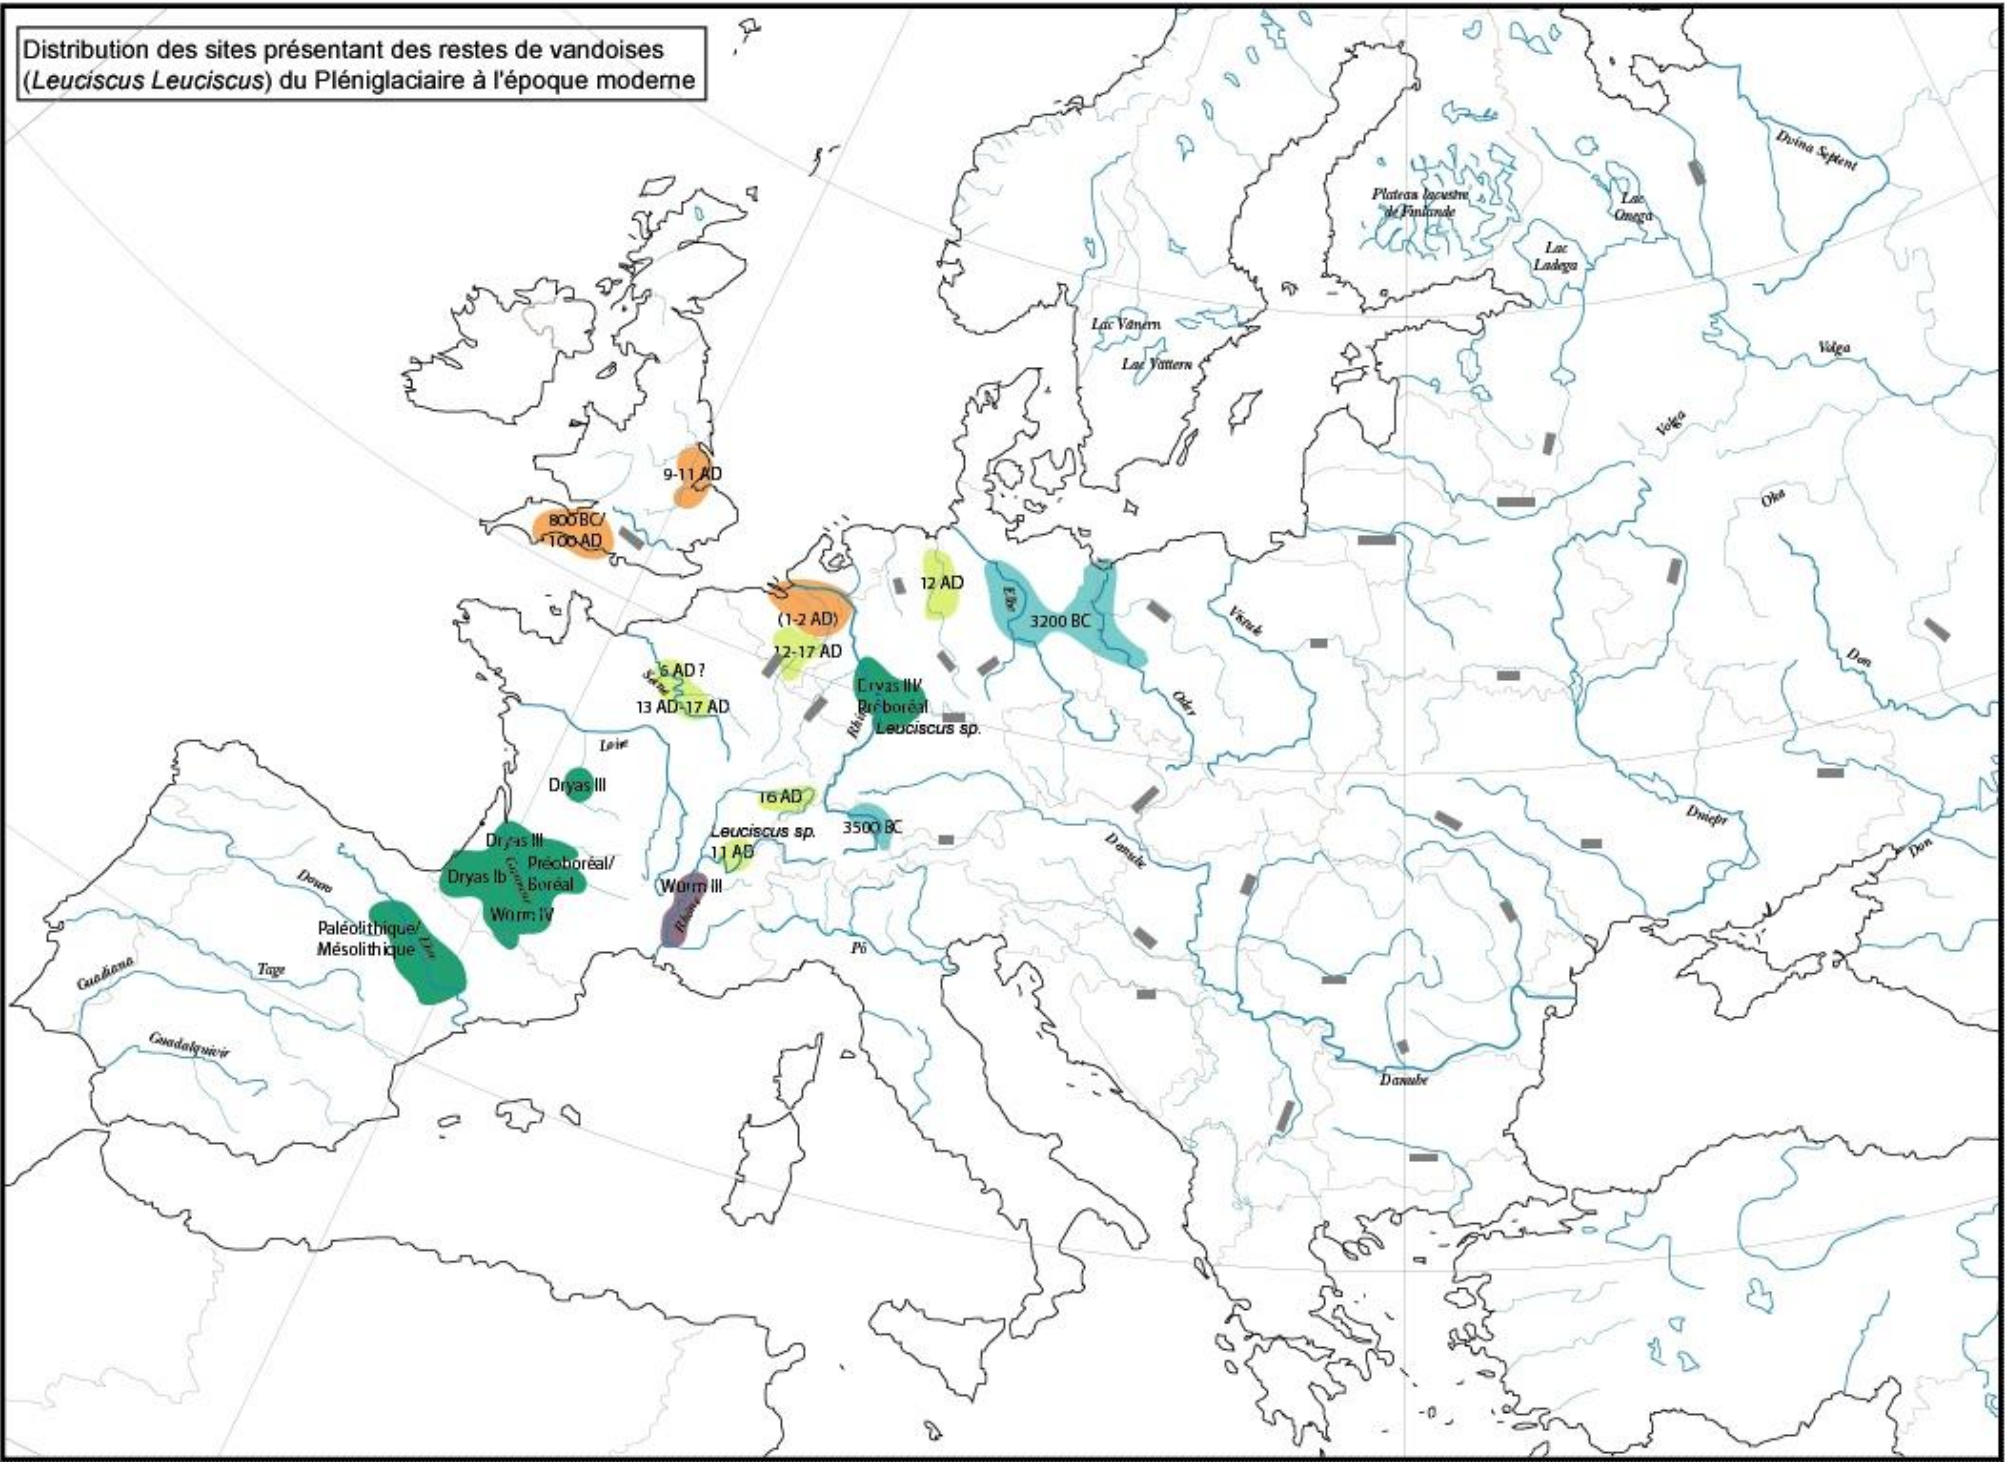 Distribution des sites présentant des restes de vandoises
(Leuciscus Leuciscus) du Pléniglaciaire à l'époque moderne
Dvina Septent
Plateau lacustre
de Finlande
Lac
Onega
Lac
Ladega
Lac Vänern
Lac Vättern
Volga
Volga
9-11 AD
Oka
800 BC/
100 AD
12 AD
Elbe
3200 BC
(1-2 AD)
Vistule
12-17 AD
Don
6 AD ?
Seine
13 AD-17 AD
Dryas III/
Préboréal
Rhin
Leuciscus sp.
Oder
Loire
Dryas III
16 AD
Leuciscus sp.
11 AD
3500 BC
Danube
Dniepr
Don
Dryas III
Préoboréal/
Boréal
Dryas Ib
Garonne
Würm IV
Würm III
Rhône
Douro
Paléolithique/
Mésolithique
Ebre
Pô
Guadiana
Tage
Guadalquivir
Danube